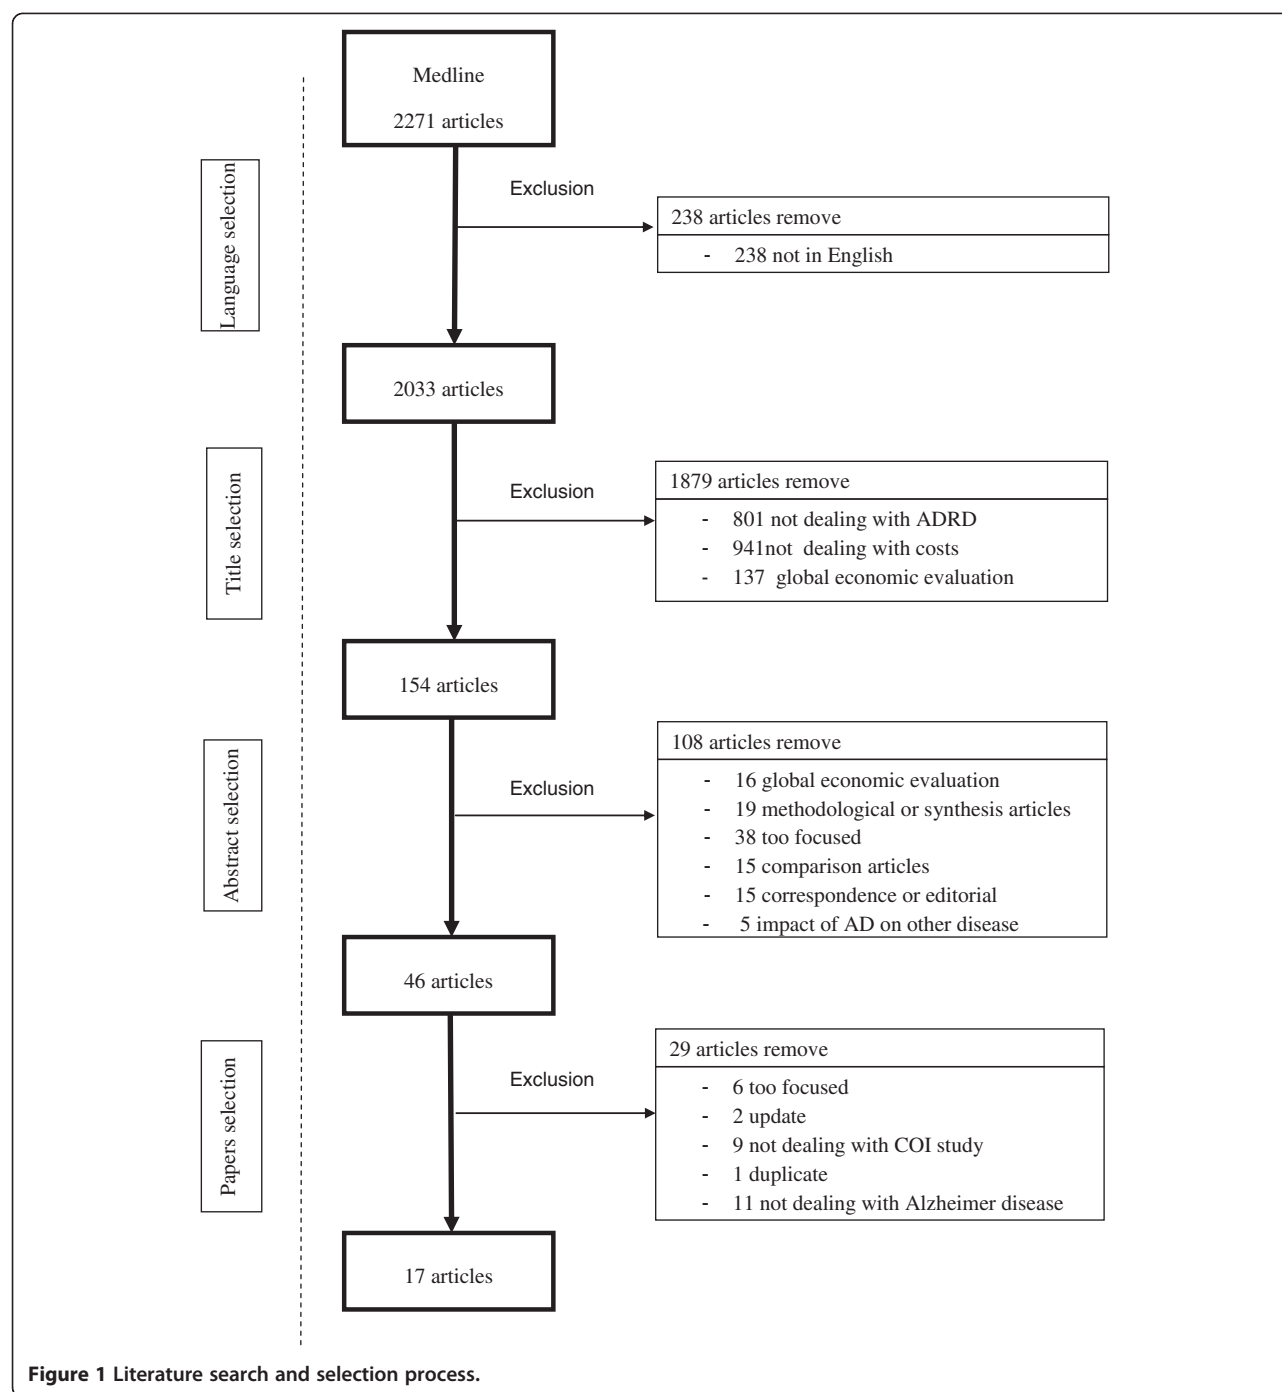 Medline
2271 articles
Language selection
Exclusion
238 articles remove
- 238 not in English
2033 articles
Title selection
Exclusion
1879 articles remove
- 801 not dealing with ADRD
- 941not dealing with costs
- 137 global economic evaluation
154 articles
Abstract selection
Exclusion
108 articles remove
- 16 global economic evaluation
- 19 methodological or synthesis articles
- 38 too focused
- 15 comparison articles
- 15 correspondence or editorial
- 5 impact of AD on other disease
46 articles
Papers selection
Exclusion
29 articles remove
- 6 too focused
- 2 update
- 9 not dealing with COI study
- 1 duplicate
- 11 not dealing with Alzheimer disease
17 articles
Figure 1 Literature search and selection process.